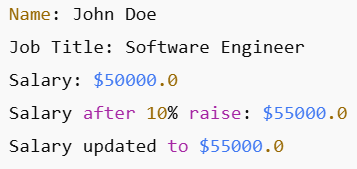 Name: John Doe
Job Title: Software Engineer
Salary: $50000.0
Salary after 10% raise: $55000.0
Salary updated to $55000.0